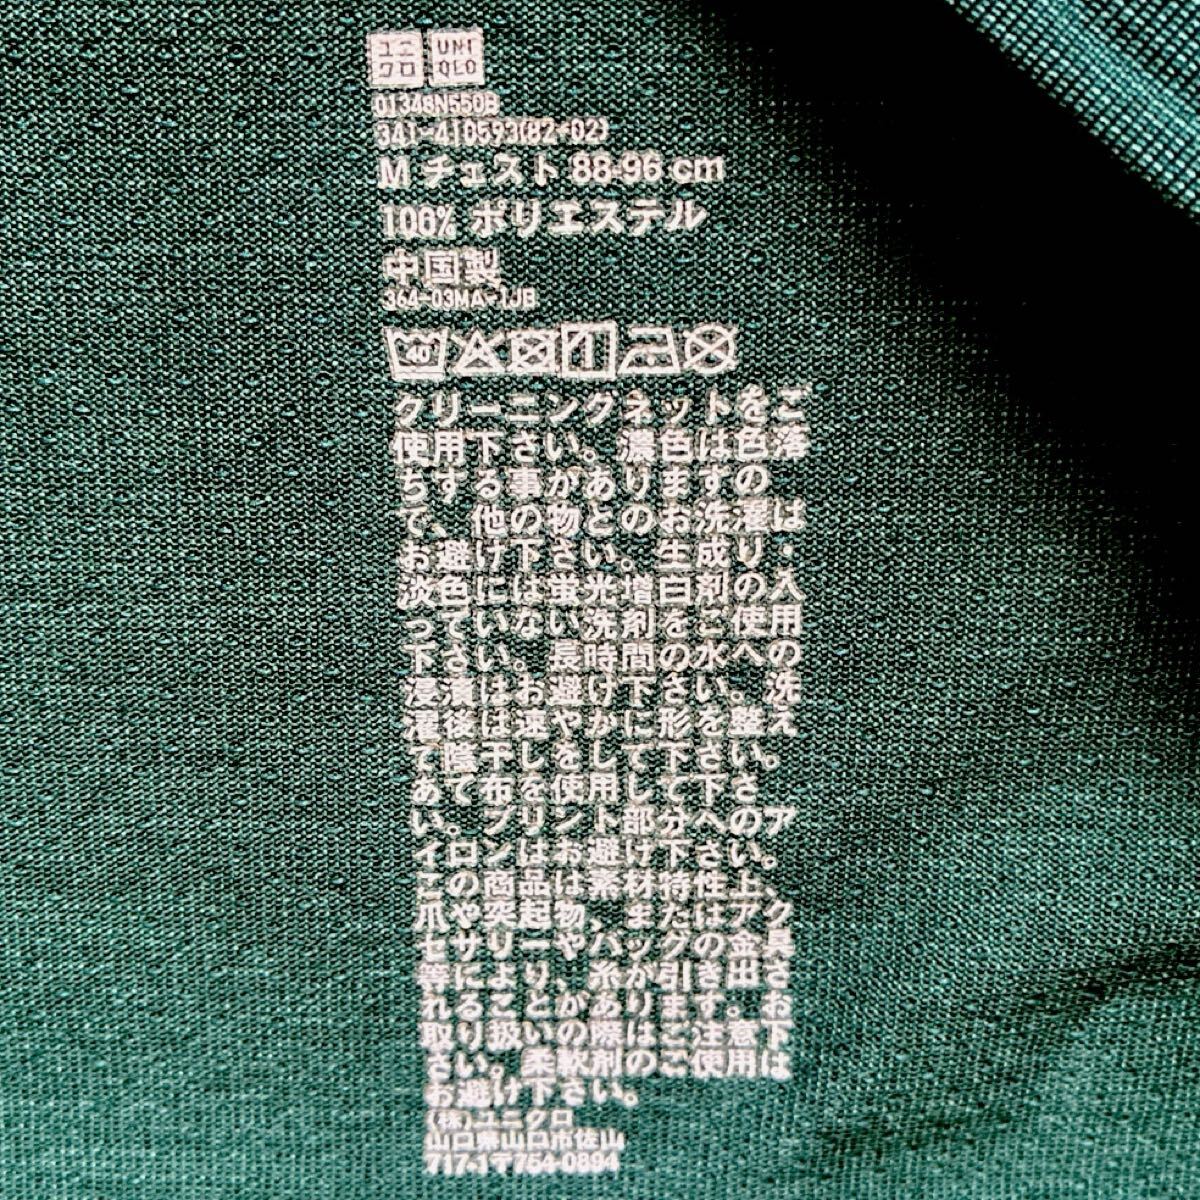 ユニ
クロ
UNI
QLO
01346N550B
341-410593(82-02)
M チェスト 88-96 cm
100% ポリエステル
中国製
364-03MA-1JB
40
クリーニングネットをご
使用下さい。濃色は色落
ちする事がありますの
で、他の物とのお洗濯は
お避け下さい。生成り・
淡色には蛍光増白剤の入
っていない洗剤をご使用
下さい。長時間の水への
浸漬はお避け下さい。洗
濯後は速やかに形を整え
て陰干しをして下さい。
あて布を使用して下さ
い。プリント部分へのア
イロンはお避け下さい。
この商品は素材特性上、
爪や突起物、またはアク
セサリーやバッグの金具
等により、糸が引き出さ
れることがあります。お
取り扱いの際はご注意下
さい。柔軟剤のご使用は
お避け下さい。
(株)ユニクロ
山口県山口市佐山
717-1〒754-0894